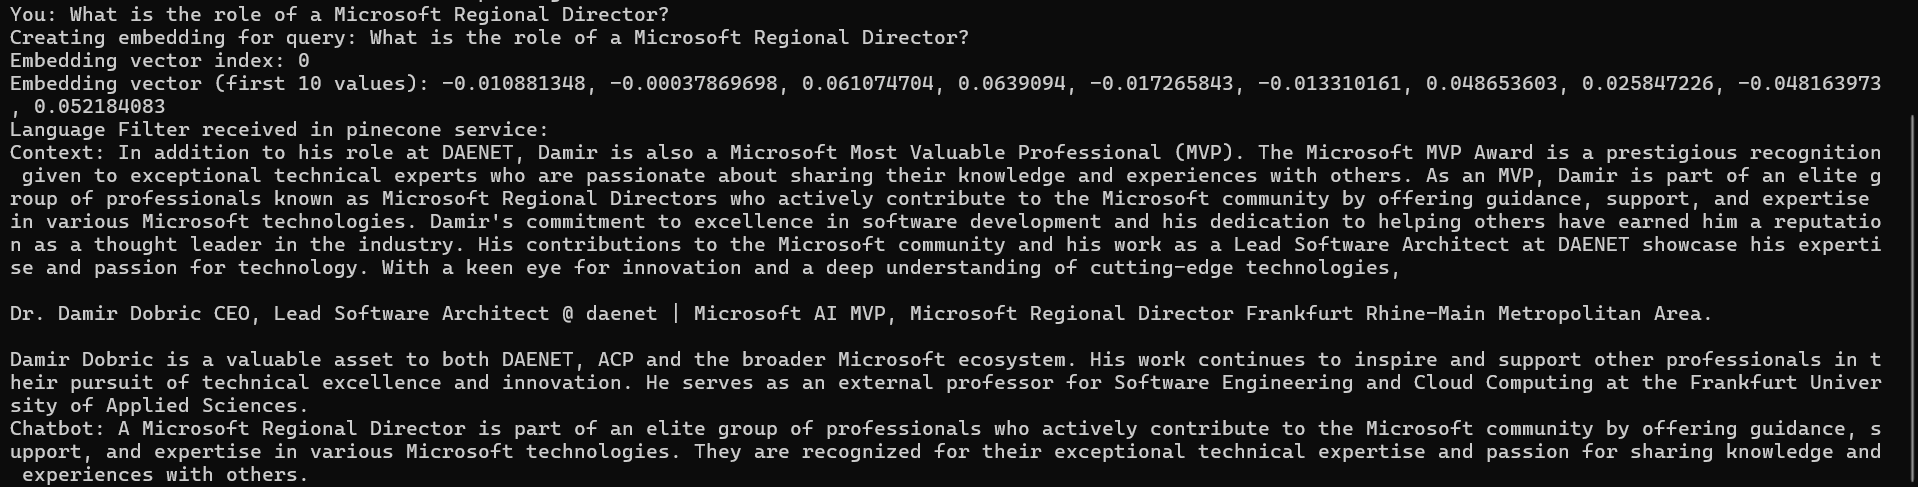 You: What is the role of a Microsoft Regional Director?
Creating embedding for query: What is the role of a Microsoft Regional Director?
Embedding vector index: 0
Embedding vector (first 10 values): -0.010881348, -0.00037869698, 0.061074704, 0.0639094, -0.017265843, -0.013310161, 0.048653603, 0.025847226, -0.048163973
, 0.052184083
Language Filter received in pinecone service:
Context: In addition to his role at DAENET, Damir is also a Microsoft Most Valuable Professional (MVP). The Microsoft MVP Award is a prestigious recognition
 given to exceptional technical experts who are passionate about sharing their knowledge and experiences with others. As an MVP, Damir is part of an elite g
roup of professionals known as Microsoft Regional Directors who actively contribute to the Microsoft community by offering guidance, support, and expertise
in various Microsoft technologies. Damir's commitment to excellence in software development and his dedication to helping others have earned him a reputatio
n as a thought leader in the industry. His contributions to the Microsoft community and his work as a Lead Software Architect at DAENET showcase his experti
se and passion for technology. With a keen eye for innovation and a deep understanding of cutting-edge technologies,

Dr. Damir Dobric CEO, Lead Software Architect @ daenet | Microsoft AI MVP, Microsoft Regional Director Frankfurt Rhine-Main Metropolitan Area.

Damir Dobric is a valuable asset to both DAENET, ACP and the broader Microsoft ecosystem. His work continues to inspire and support other professionals in t
heir pursuit of technical excellence and innovation. He serves as an external professor for Software Engineering and Cloud Computing at the Frankfurt Univer
sity of Applied Sciences.
Chatbot: A Microsoft Regional Director is part of an elite group of professionals who actively contribute to the Microsoft community by offering guidance, s
upport, and expertise in various Microsoft technologies. They are recognized for their exceptional technical expertise and passion for sharing knowledge and
 experiences with others.